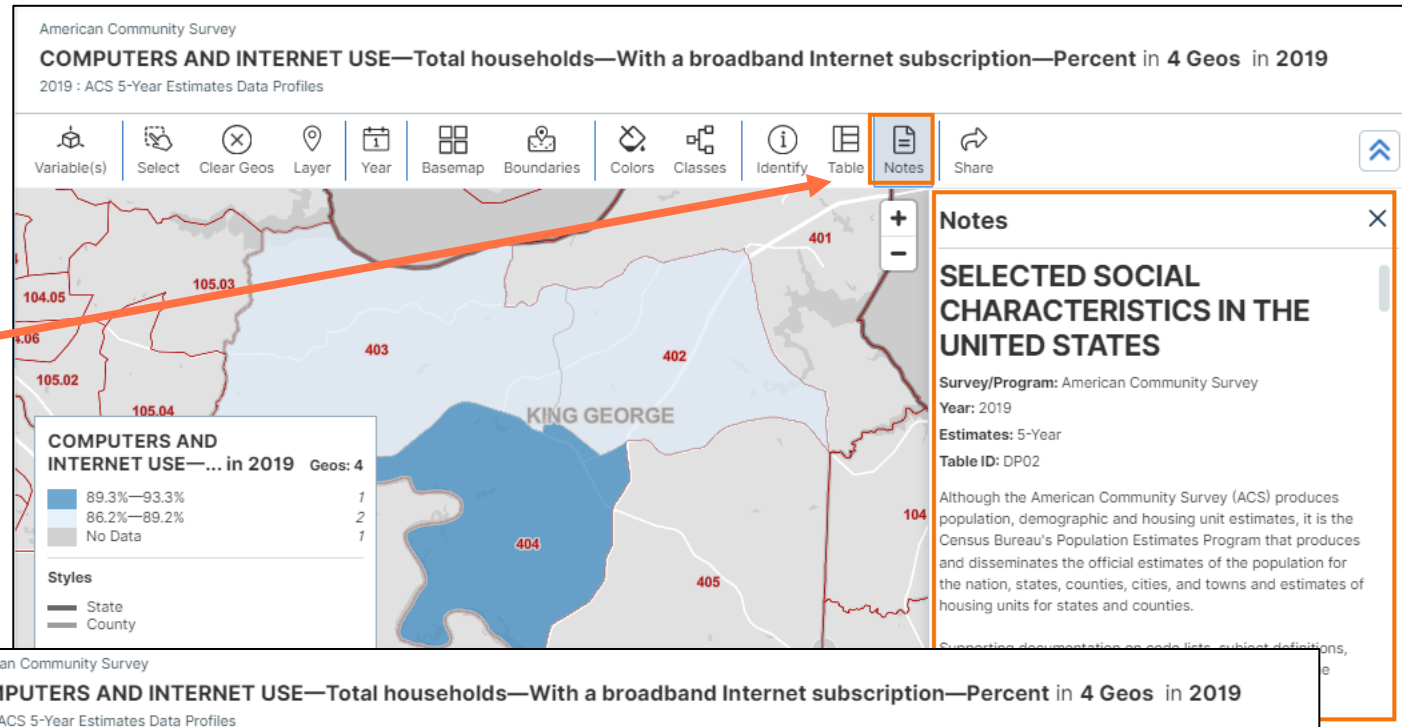 American Community Survey
COMPUTERS AND INTERNET USE—Total households—With a broadband Internet subscription—Percent in 4 Geos in 2019
2019 : ACS 5-Year Estimates Data Profiles
Variable(s) Select Clear Geos Layer Year Basemap Boundaries Colors Classes Identify Table Notes Share
1
+
−
401
105.03
104.05
403
402
105.02
105.04
KING GEORGE
104
404
405
COMPUTERS AND
INTERNET USE—... in 2019 Geos: 4
89.3%—93.3% 1
86.2%—89.2% 2
No Data 1
Styles
State
County
Notes
SELECTED SOCIAL
CHARACTERISTICS IN THE
UNITED STATES
Survey/Program: American Community Survey
Year: 2019
Estimates: 5-Year
Table ID: DP02
Although the American Community Survey (ACS) produces
population, demographic and housing unit estimates, it is the
Census Bureau's Population Estimates Program that produces
and disseminates the official estimates of the population for
the nation, states, counties, cities, and towns and estimates of
housing units for states and counties.
Supporting documentation on code lists, subject definitions,
an Community Survey
MPUTERS AND INTERNET USE—Total households—With a broadband Internet subscription—Percent in 4 Geos in 2019
ACS 5-Year Estimates Data Profiles